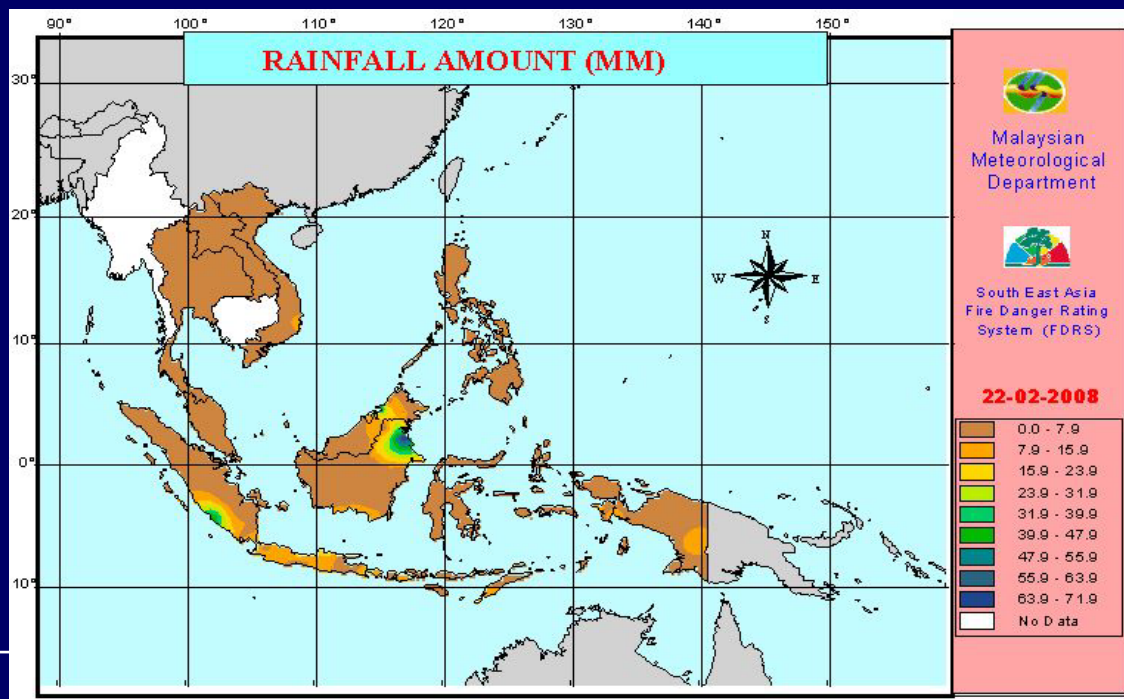 90° 100° 110° 120° 130° 140° 150°
RAINFALL AMOUNT (MM)
30°
20°
10°
0°
10°
N
W E
S
Malaysian
Meteorological
Department
South East Asia
Fire Danger Rating
System (FDRS)
22-02-2008
0.0 - 7.9
7.9 - 15.9
15.9 - 23.9
23.9 - 31.9
31.9 - 39.9
39.9 - 47.9
47.9 - 55.9
55.9 - 63.9
63.9 - 71.9
No Data